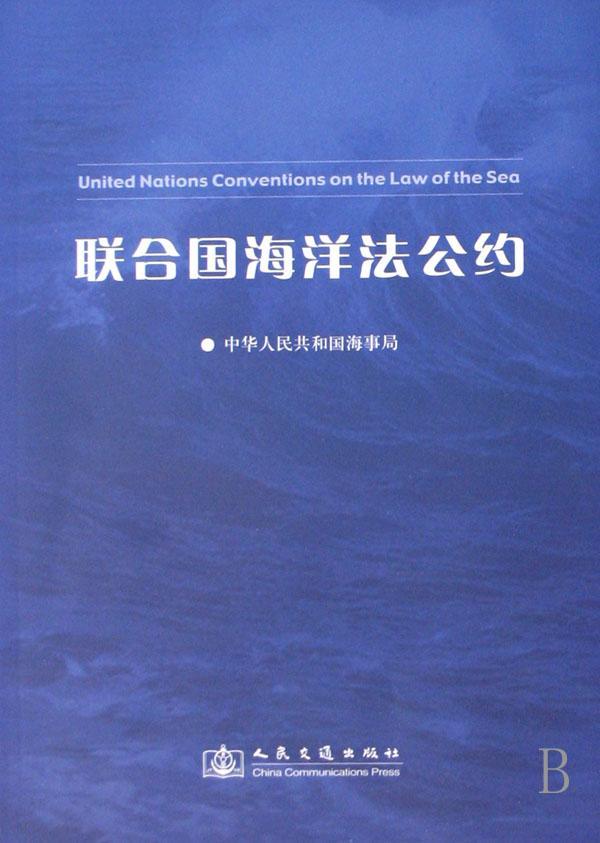 United Nations Conventions on the Law of the Sea
联合国海洋法公约
● 中华人民共和国海事局
人民交通出版社
China Communications Press
B